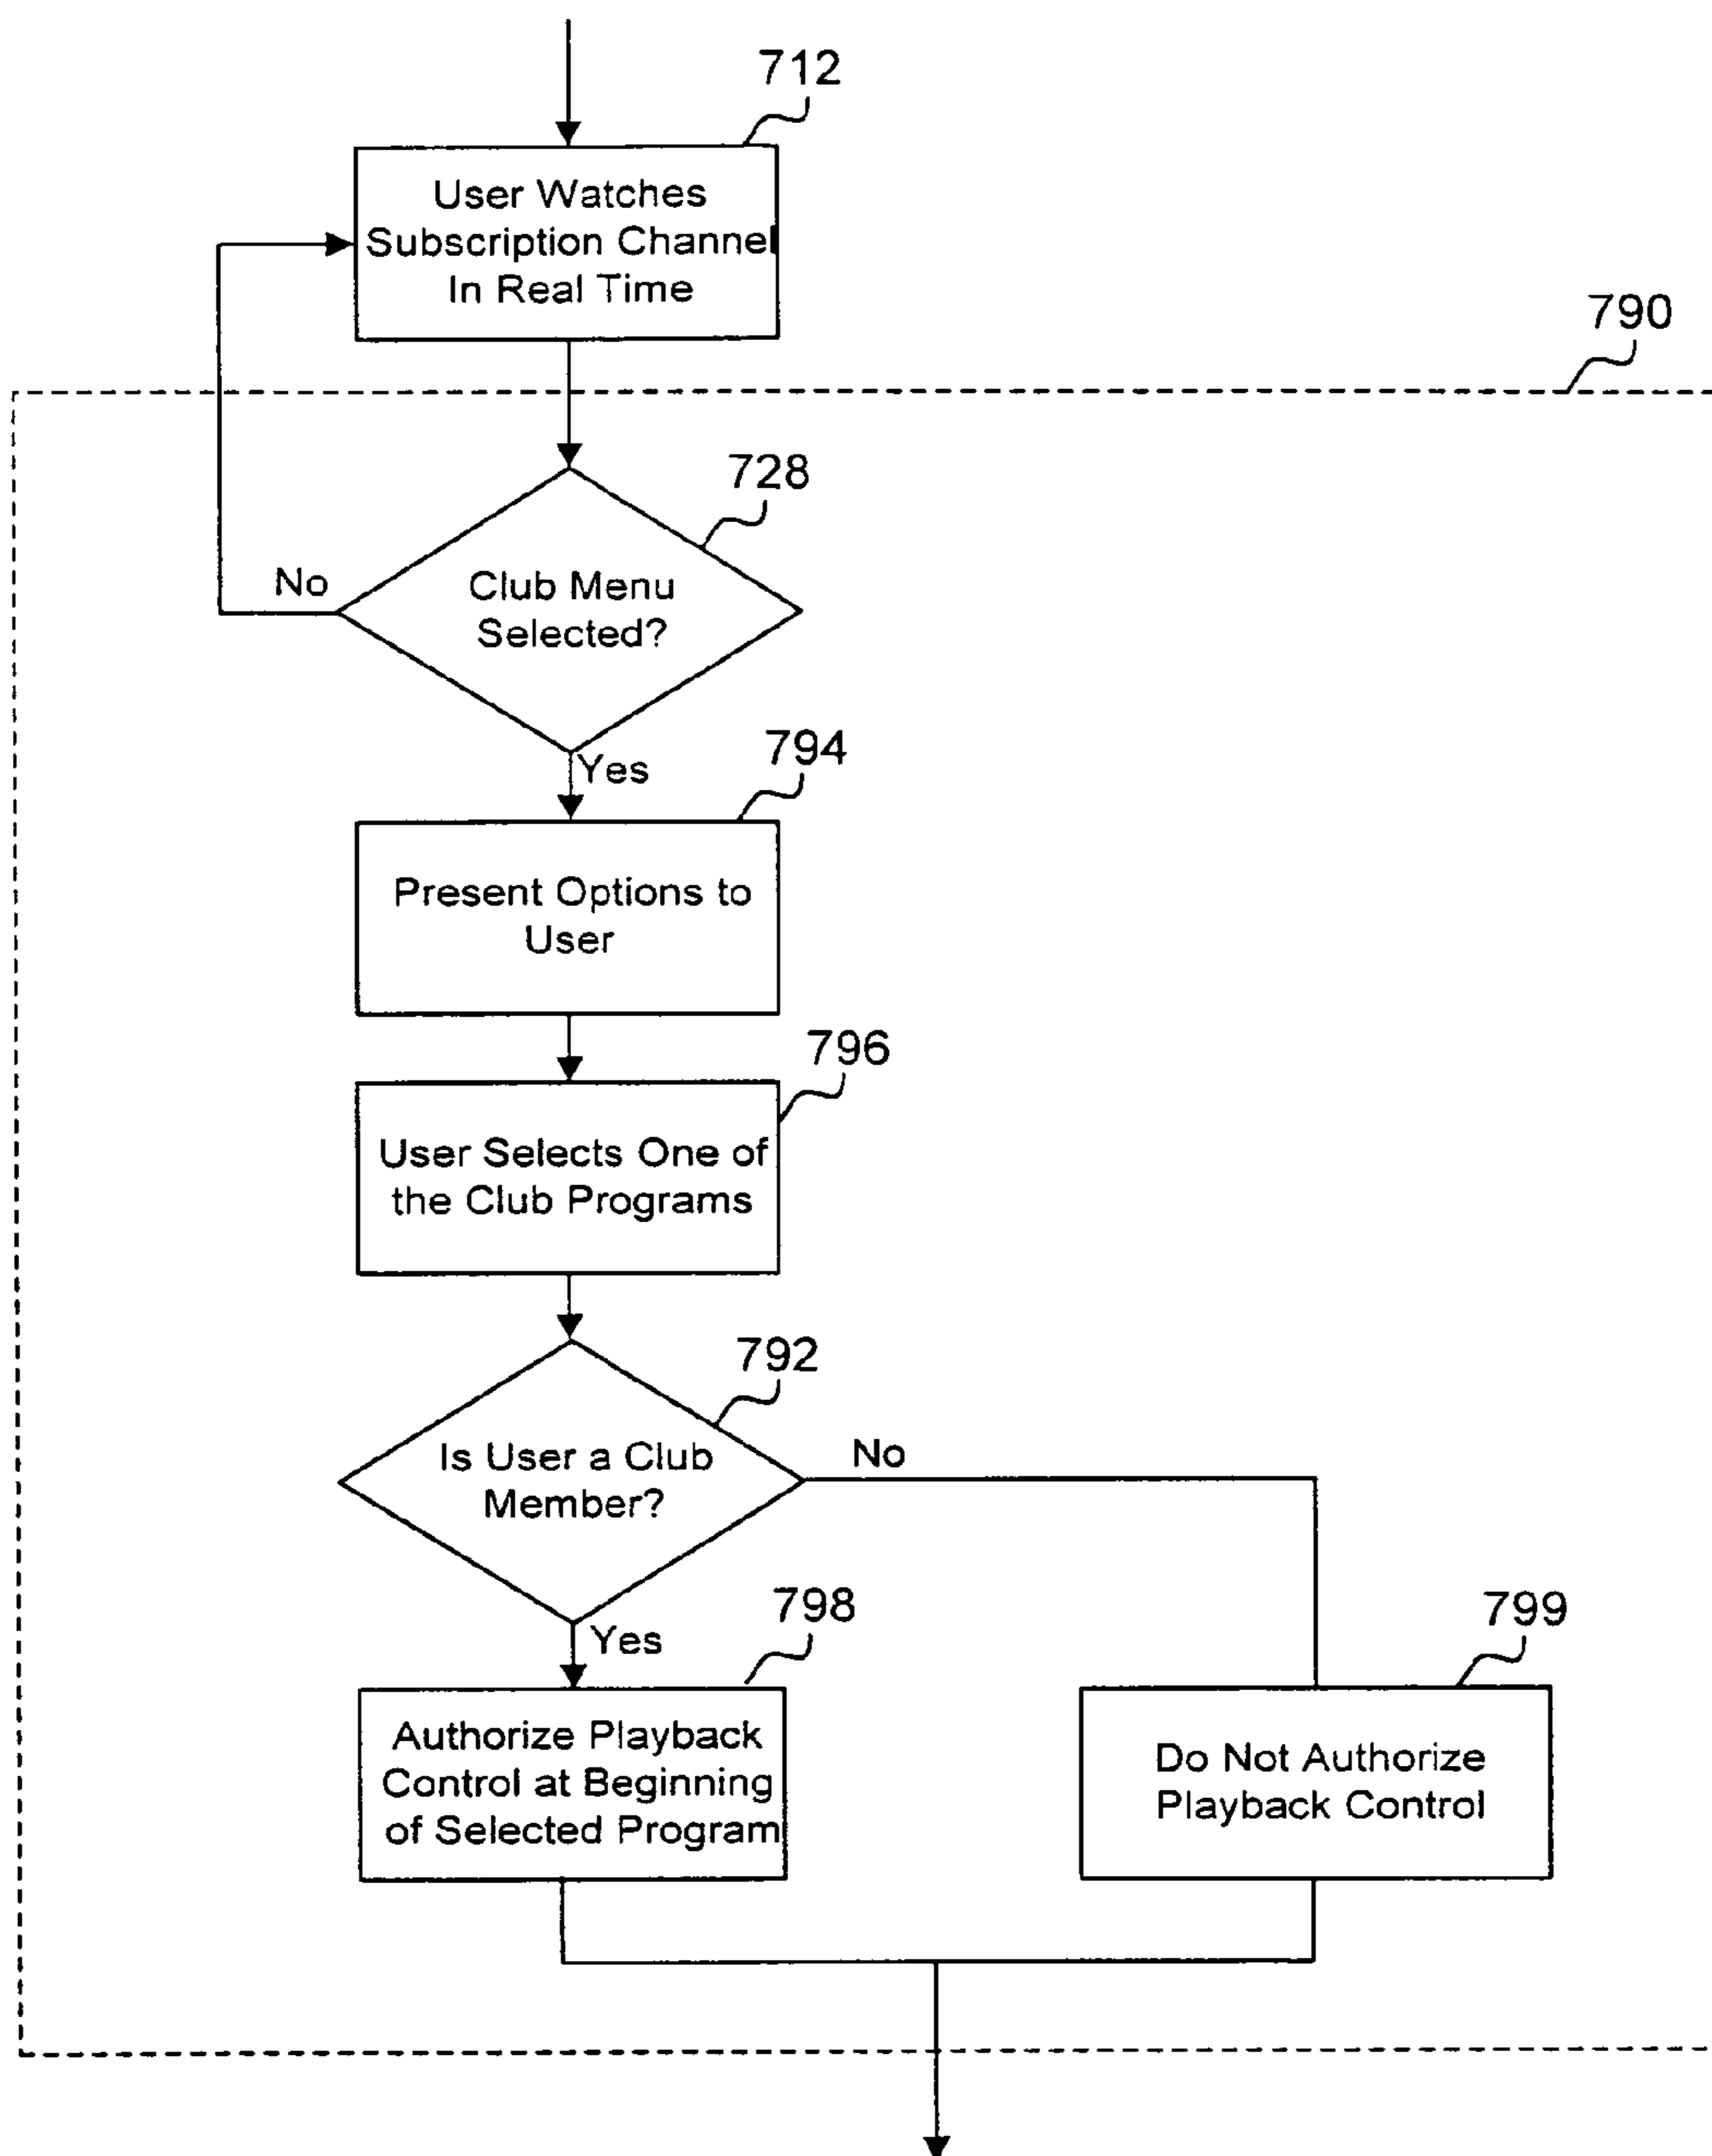 712
User Watches
Subscription Channel
In Real Time
790
728
No
Club Menu
Selected?
Yes
794
Present Options to
User
796
User Selects One of
the Club Programs
792
Is User a Club
Member?
No
Yes
798
Authorize Playback
Control at Beginning
of Selected Program
799
Do Not Authorize
Playback Control